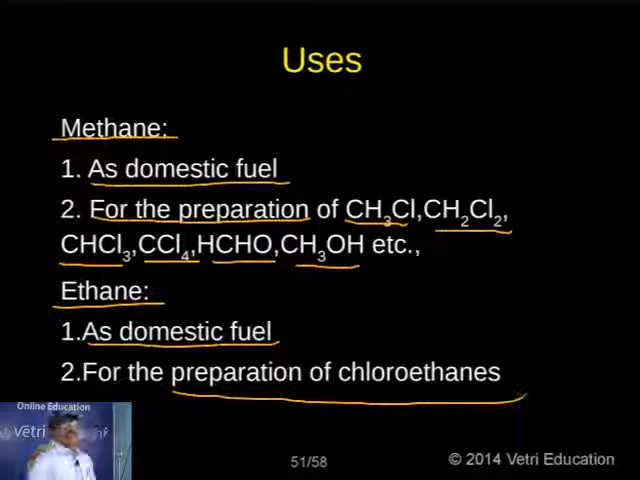 Uses
Methane:
1. As domestic fuel
2. For the preparation of CH₃Cl,CH₂Cl₂,
CHCl₃,CCl₄,HCHO,CH₃OH etc.,
Ethane:
1.As domestic fuel
2.For the preparation of chloroethanes
Online Education
Vetri
51/58
© 2014 Vetri Education